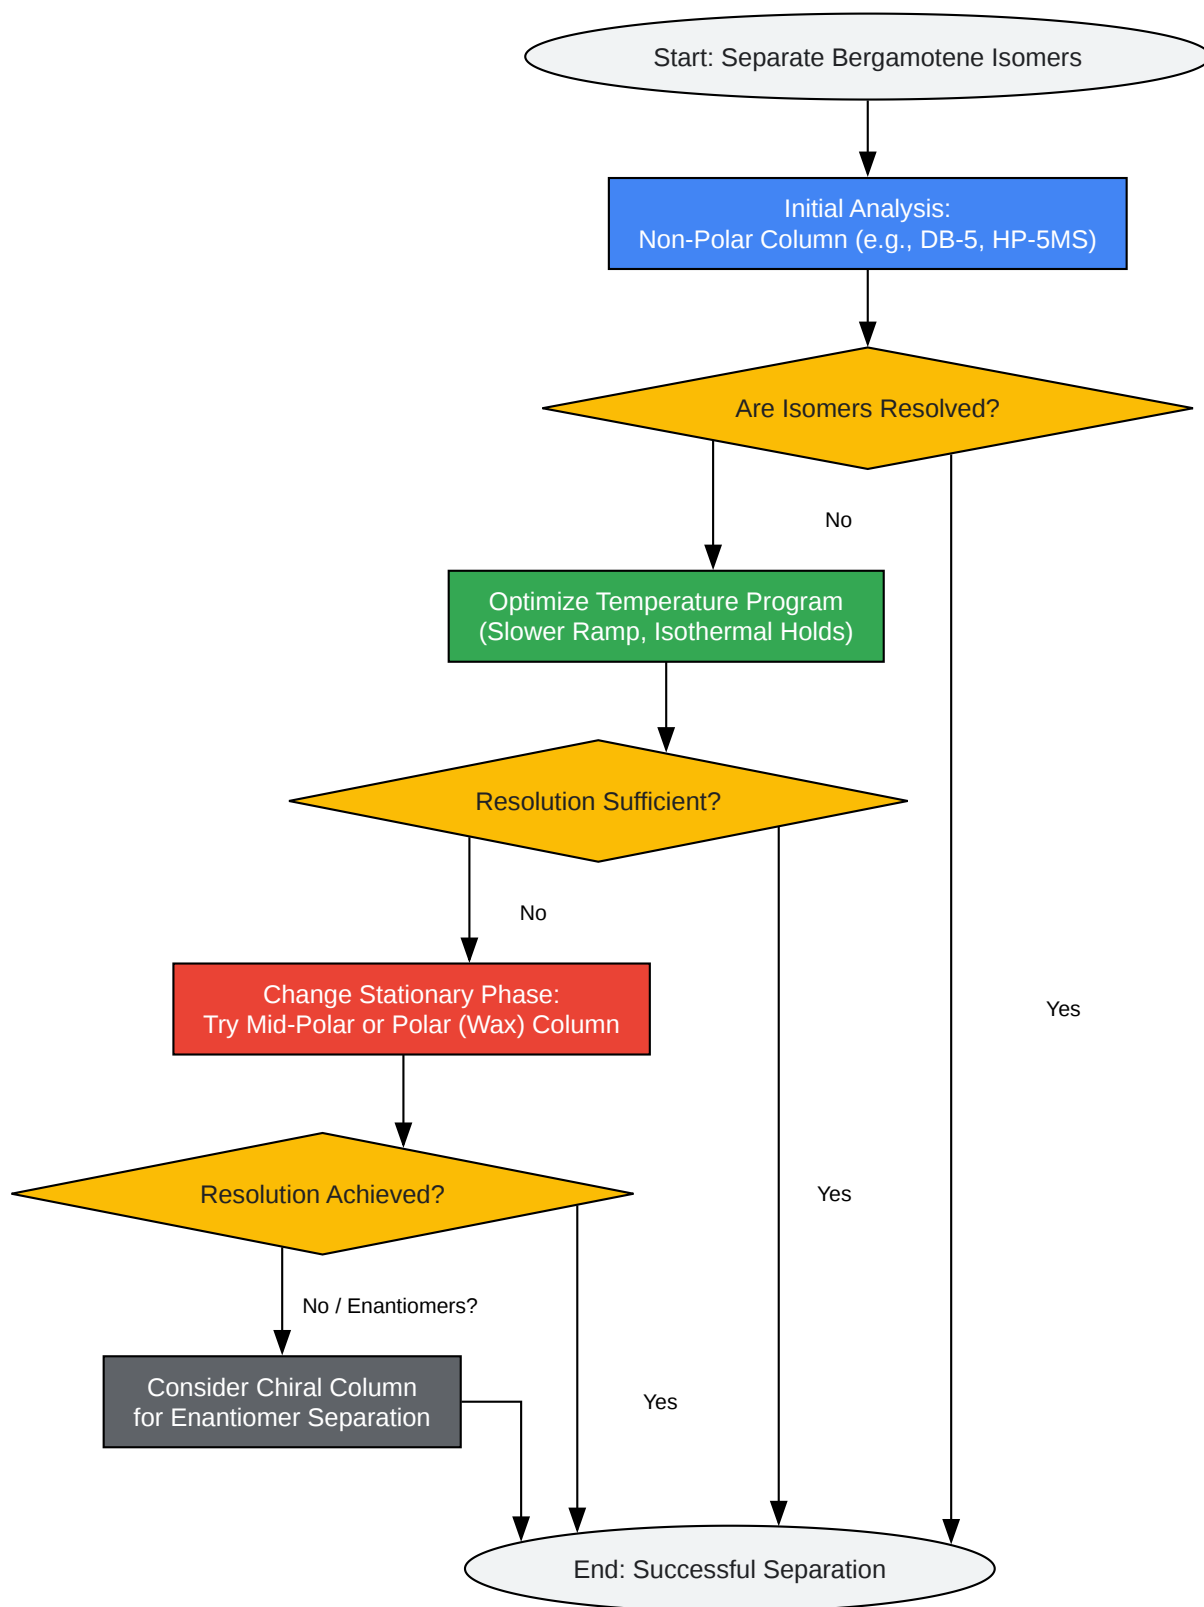 Start: Separate Bergamotene Isomers
Initial Analysis:
Non-Polar Column (e.g., DB-5, HP-5MS)
Are Isomers Resolved?
No
Optimize Temperature Program
(Slower Ramp, Isothermal Holds)
Resolution Sufficient?
No
Change Stationary Phase:
Try Mid-Polar or Polar (Wax) Column
Yes
Resolution Achieved?
Yes
No / Enantiomers?
Consider Chiral Column
for Enantiomer Separation
Yes
End: Successful Separation